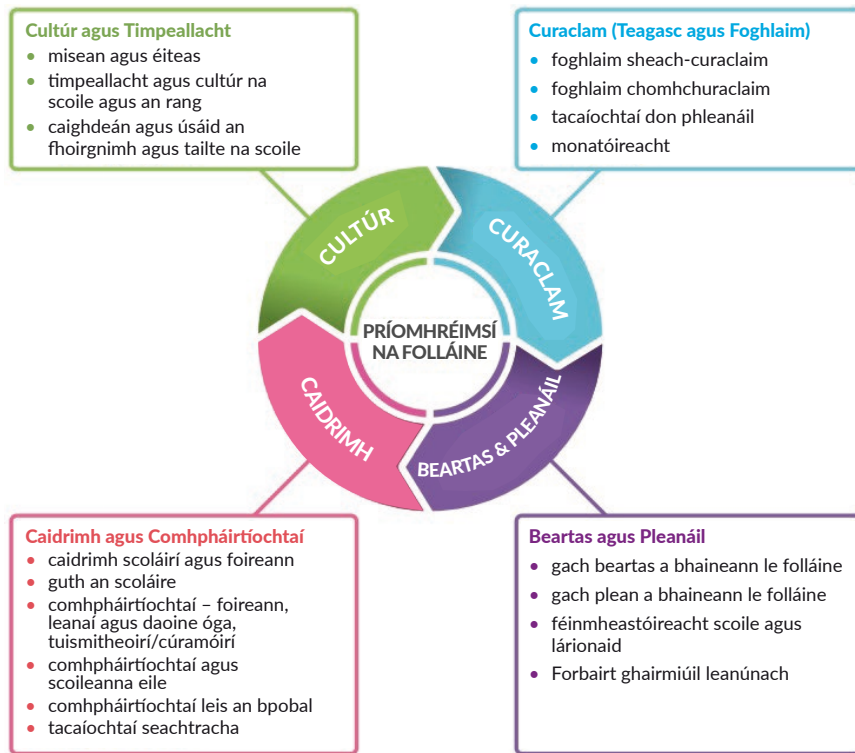 Cultúr agus Timpeallacht
• misean agus éiteas
• timpeallacht agus cultúr na
scoile agus an rang
• caighdeán agus úsáid an
fhoirgnimh agus tailte na scoile
Curaclam (Teagasc agus Foghlaim)
• foghlaim sheach-curaclaim
• foghlaim chomhchuraclaim
• tacaíochtaí don phleanáil
• monatóireacht
CULTÚR
CURACLAM
PRÍOMHRÉIMSÍ
NA FOLLÁINE
CAIDRIMH
BEARTAS & PLEANÁIL
Caidrimh agus Comhpháirtíochtaí
• caidrimh scoláirí agus foireann
• guth an scoláire
• comhpháirtíochtaí – foireann,
leanaí agus daoine óga,
tuismitheoirí/cúramóirí
• comhpháirtíochtaí agus
scoileanna eile
• comhpháirtíochtaí leis an bpobal
• tacaíochtaí seachtracha
Beartas agus Pleanáil
• gach beartas a bhaineann le folláine
• gach plean a bhaineann le folláine
• féinmheastóireacht scoile agus
lárionaid
• Forbairt ghairmiúil leanúnach